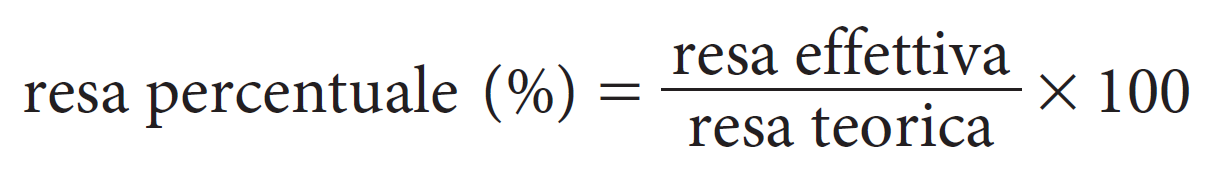 resa percentuale (%) = resa effettiva / resa teorica × 100